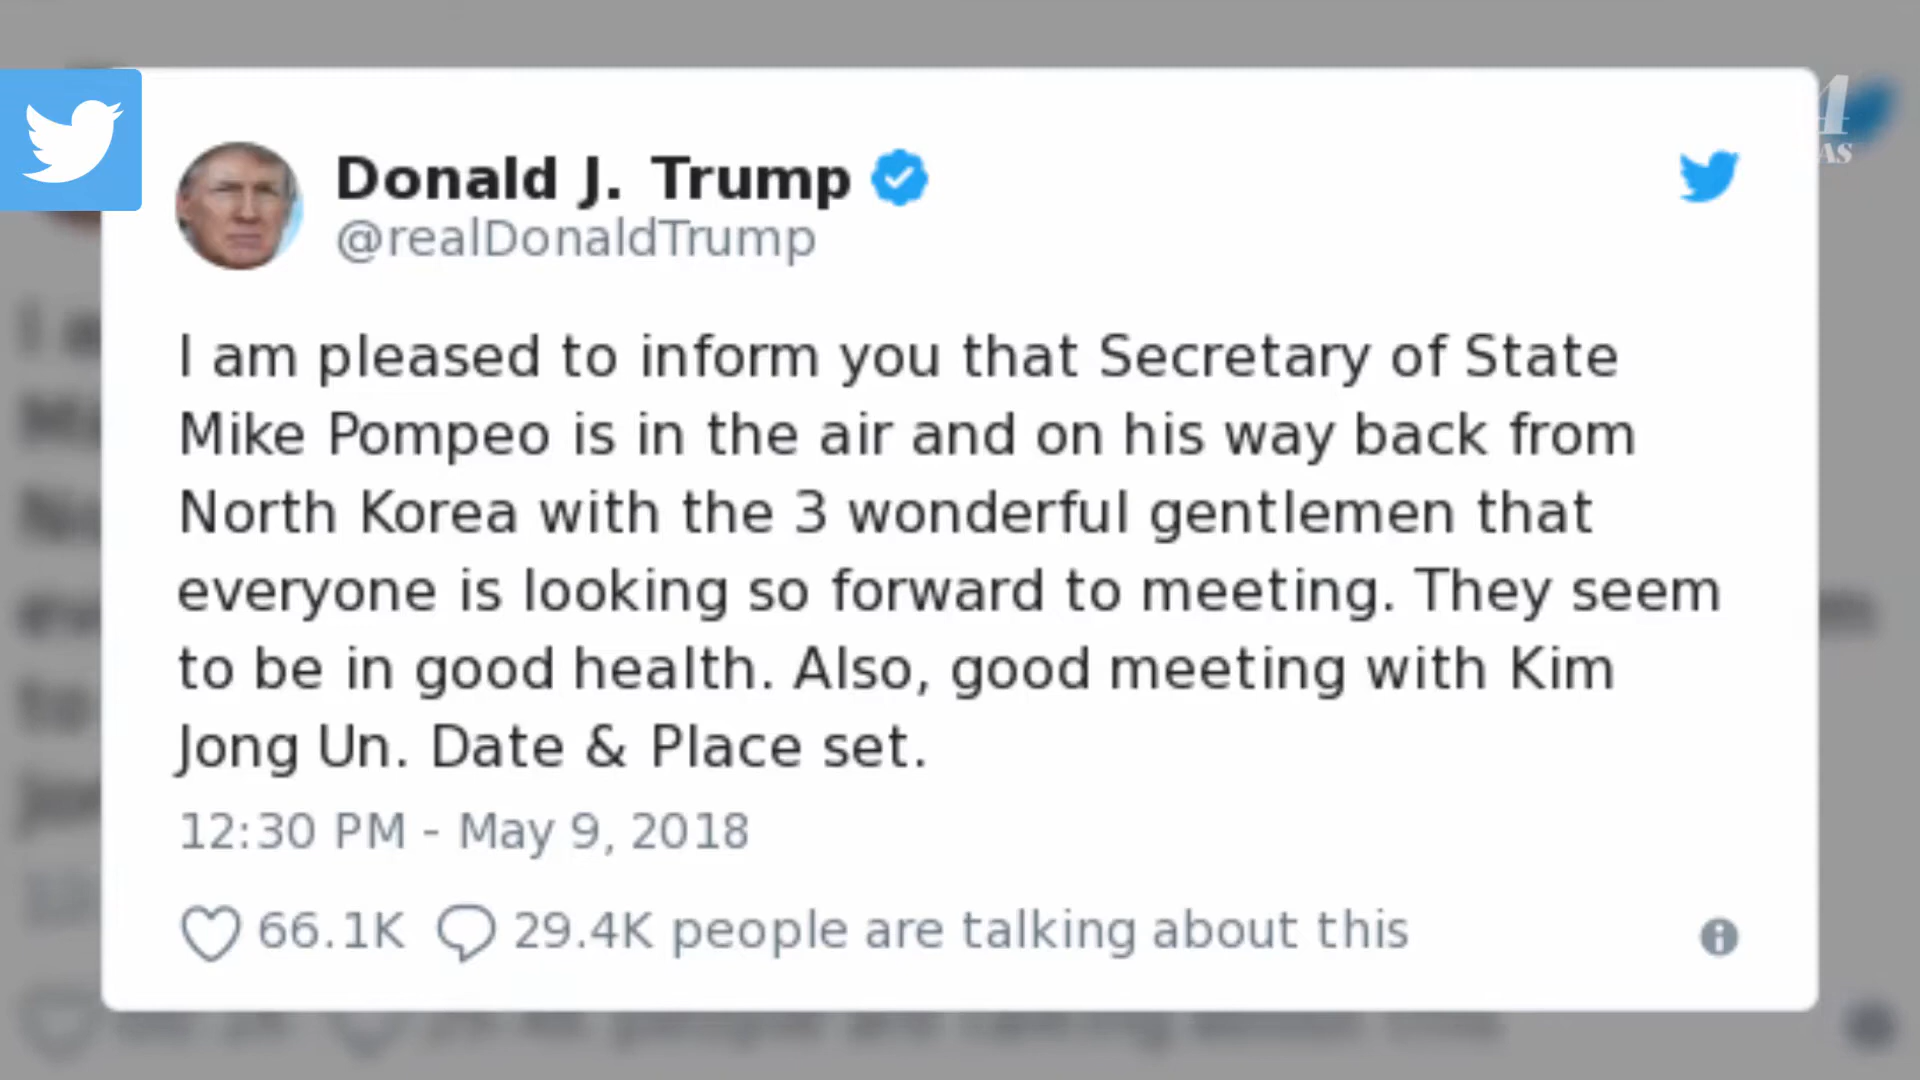 Donald J. Trump
@realDonaldTrump
I am pleased to inform you that Secretary of State
Mike Pompeo is in the air and on his way back from
North Korea with the 3 wonderful gentlemen that
everyone is looking so forward to meeting. They seem
to be in good health. Also, good meeting with Kim
Jong Un. Date & Place set.
12:30 PM - May 9, 2018
66.1K 29.4K people are talking about this